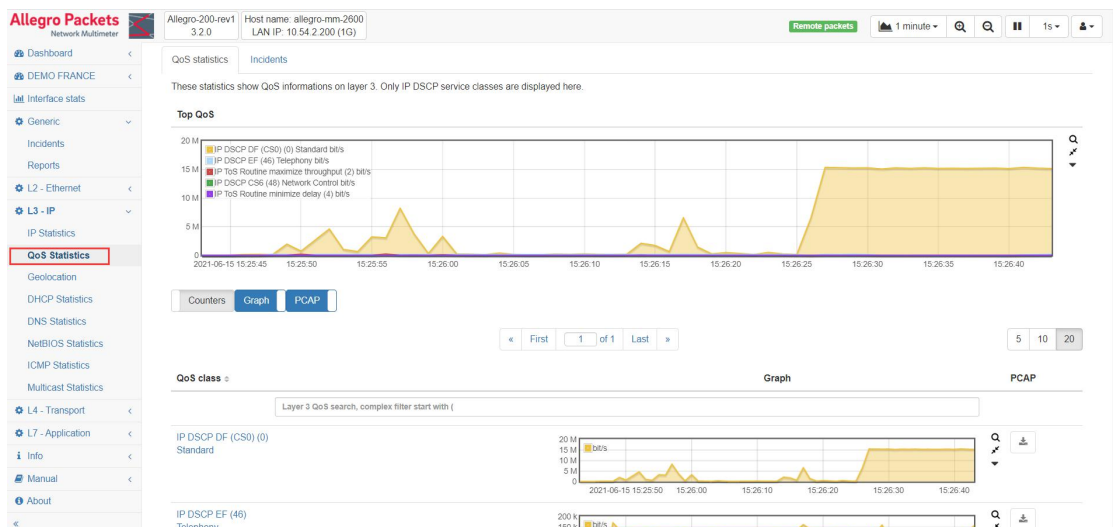 Allegro Packets
Network Multimeter
Allegro-200-rev1
3.2.0
Host name: allegro-mm-2600
LAN IP: 10.54.2.200 (1G)
Remote packets
1 minute
1s
Dashboard
DEMO FRANCE
Interface stats
Generic
Incidents
Reports
L2 - Ethernet
L3 - IP
IP Statistics
QoS Statistics
Geolocation
DHCP Statistics
DNS Statistics
NetBIOS Statistics
ICMP Statistics
Multicast Statistics
L4 - Transport
L7 - Application
Info
Manual
About
«
QoS statistics
Incidents
These statistics show QoS informations on layer 3. Only IP DSCP service classes are displayed here.
Top QoS
20 M
15 M
10 M
5 M
0
IP DSCP DF (CS0) (0) Standard bit/s
IP DSCP EF (46) Telephony bit/s
IP ToS Routine maximize throughput (2) bit/s
IP DSCP CS6 (48) Network Control bit/s
IP ToS Routine minimize delay (4) bit/s
2021-06-15 15:25:45 15:25:50 15:25:55 15:26:00 15:26:05 15:26:10 15:26:15 15:26:20 15:26:25 15:26:30 15:26:35 15:26:40
Counters Graph PCAP
« First 1 of 1 Last »
5 10 20
QoS class Graph PCAP
Layer 3 QoS search, complex filter start with (
IP DSCP DF (CS0) (0)
Standard
20 M
15 M
10 M
5 M
0
bit/s
2021-06-15 15:25:50 15:26:00 15:26:10 15:26:20 15:26:30 15:26:40
IP DSCP EF (46)
Telephony
200 k
150 k
bit/s